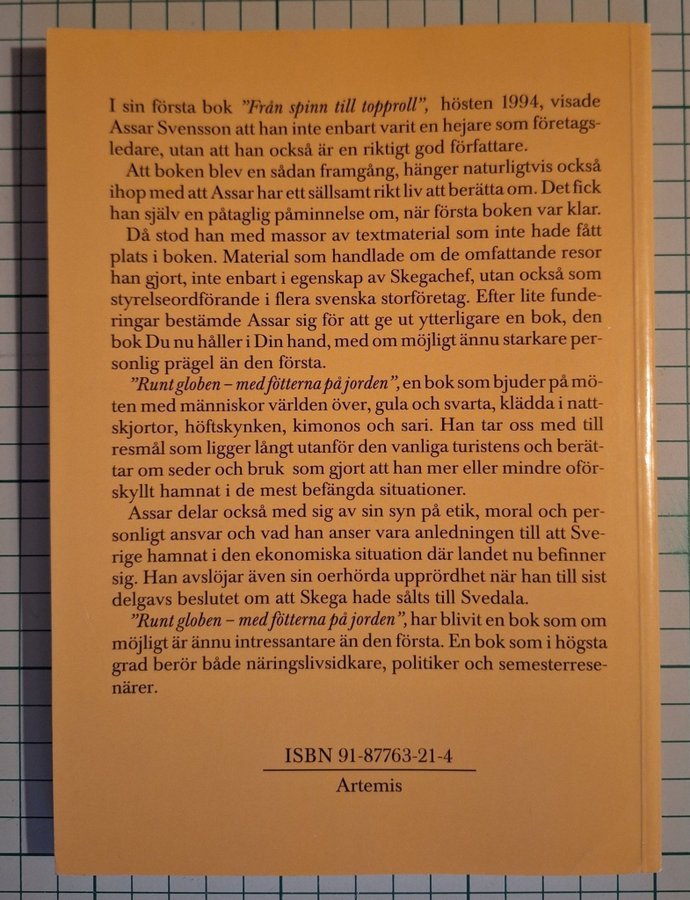 I sin första bok ”Från spinn till topproll”, hösten 1994, visade
Assar Svensson att han inte enbart varit en hejare som företags-
ledare, utan att han också är en riktigt god författare.
Att boken blev en sådan framgång, hänger naturligtvis också
ihop med att Assar har ett sällsamt rikt liv att berätta om. Det fick
han själv en påtaglig påminnelse om, när första boken var klar.
Då stod han med massor av textmaterial som inte hade fått
plats i boken. Material som handlade om de omfattande resor
han gjort, inte enbart i egenskap av Skegachef, utan också som
styrelseordförande i flera svenska storföretag. Efter lite funde-
ringar bestämde Assar sig för att ge ut ytterligare en bok, den
bok Du nu håller i Din hand, med om möjligt ännu starkare per-
sonlig prägel än den första.
”Runt globen – med fötterna på jorden”, en bok som bjuder på mö-
ten med människor världen över, gula och svarta, klädda i natt-
skjortor, höftskynken, kimonos och sari. Han tar oss med till
resmål som ligger långt utanför den vanliga turistens och berät-
tar om seder och bruk som gjort att han mer eller mindre oför-
skyllt hamnat i de mest befängda situationer.
Assar delar också med sig av sin syn på etik, moral och per-
sonligt ansvar och vad han anser vara anledningen till att Sve-
rige hamnat i den ekonomiska situation där landet nu befinner
sig. Han avslöjar även sin oerhörda upprördhet när han till sist
delgavs beslutet om att Skega hade sålts till Svedala.
”Runt globen – med fötterna på jorden”, har blivit en bok som om
möjligt är ännu intressantare än den första. En bok som i högsta
grad berör både näringslivsidkare, politiker och semesterrese-
närer.
ISBN 91-87763-21-4
Artemis